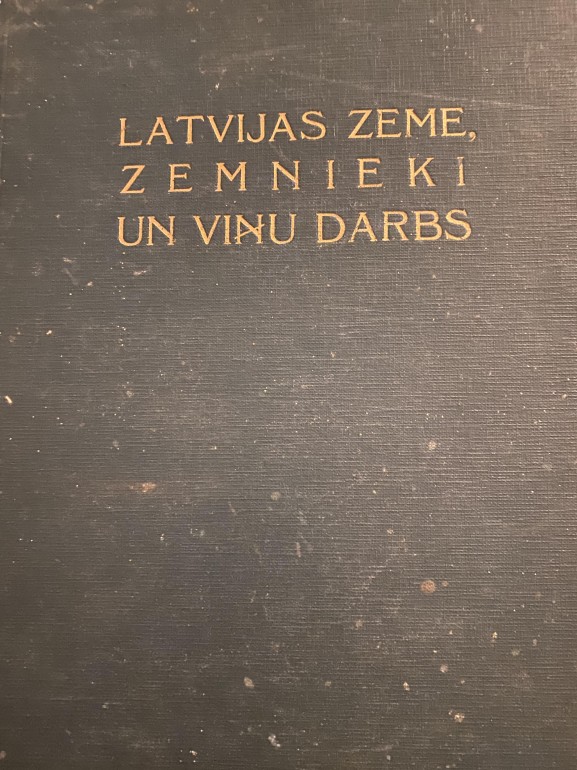 LATVIJAS ZEME,
ZEMNIEKI
UN VIŅU DARBS